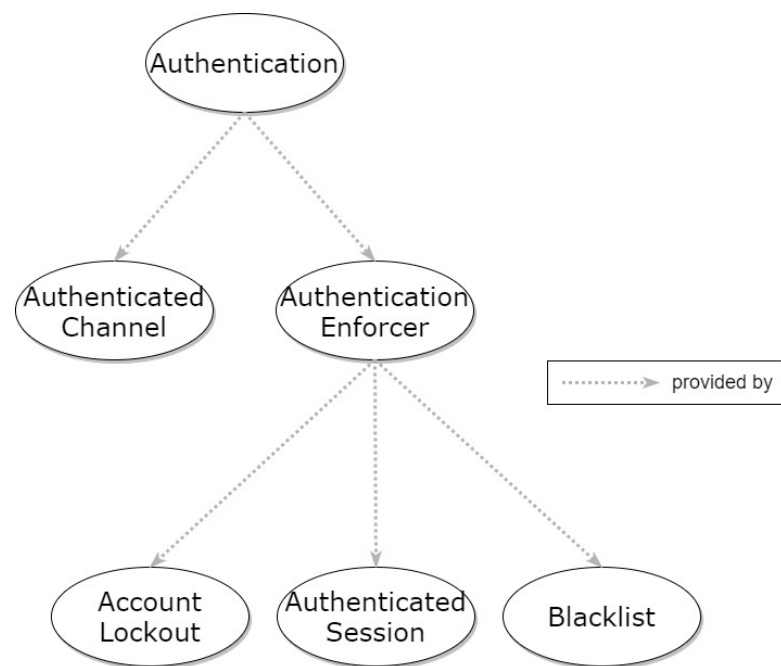 Authentication
Authenticated
Channel
Authentication
Enforcer
provided by
Account
Lockout
Authenticated
Session
Blacklist